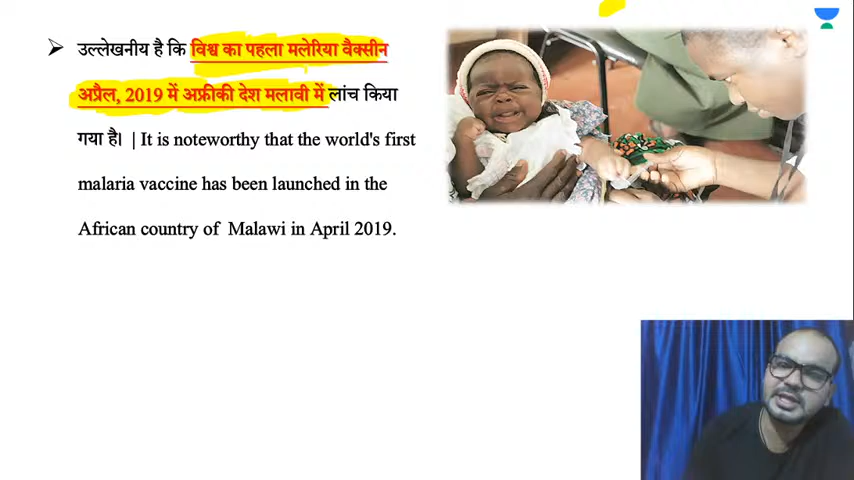 उल्लेखनीय है कि विश्व का पहला मलेरिया वैक्सीन
अप्रैल, 2019 में अफ्रीकी देश मलावी में लांच किया
गया है। | It is noteworthy that the world's first
malaria vaccine has been launched in the
African country of Malawi in April 2019.